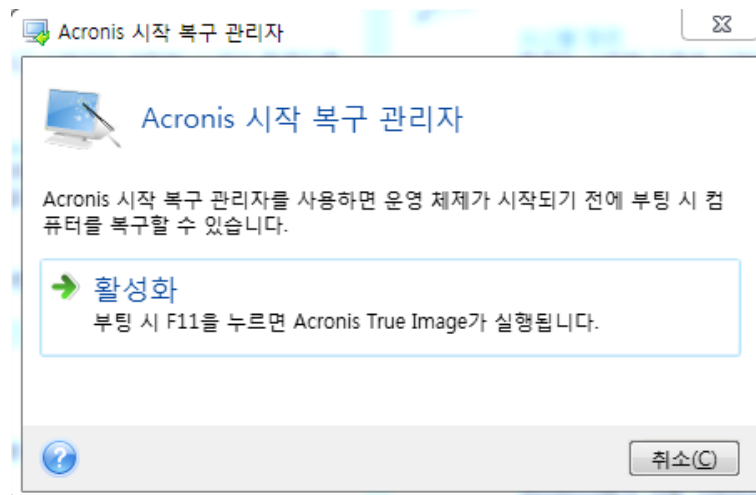 Acronis 시작 복구 관리자
Acronis 시작 복구 관리자
Acronis 시작 복구 관리자를 사용하면 운영 체제가 시작되기 전에 부팅 시 컴
퓨터를 복구할 수 있습니다.
활성화
부팅 시 F11을 누르면 Acronis True Image가 실행됩니다.
취소(C)